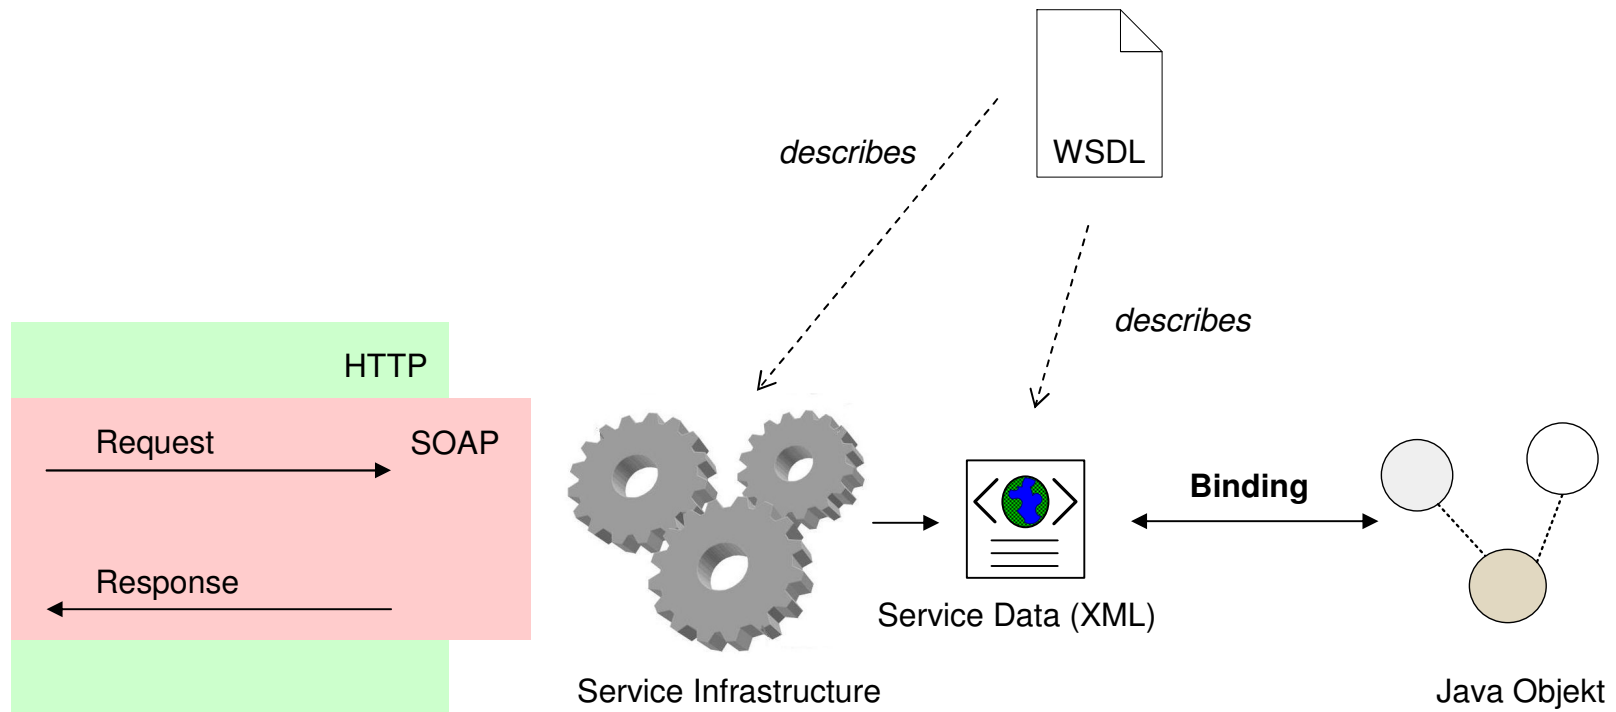 WSDL
describes
describes
HTTP
Request
SOAP
Binding
Response
Service Data (XML)
Service Infrastructure
Java Objekt